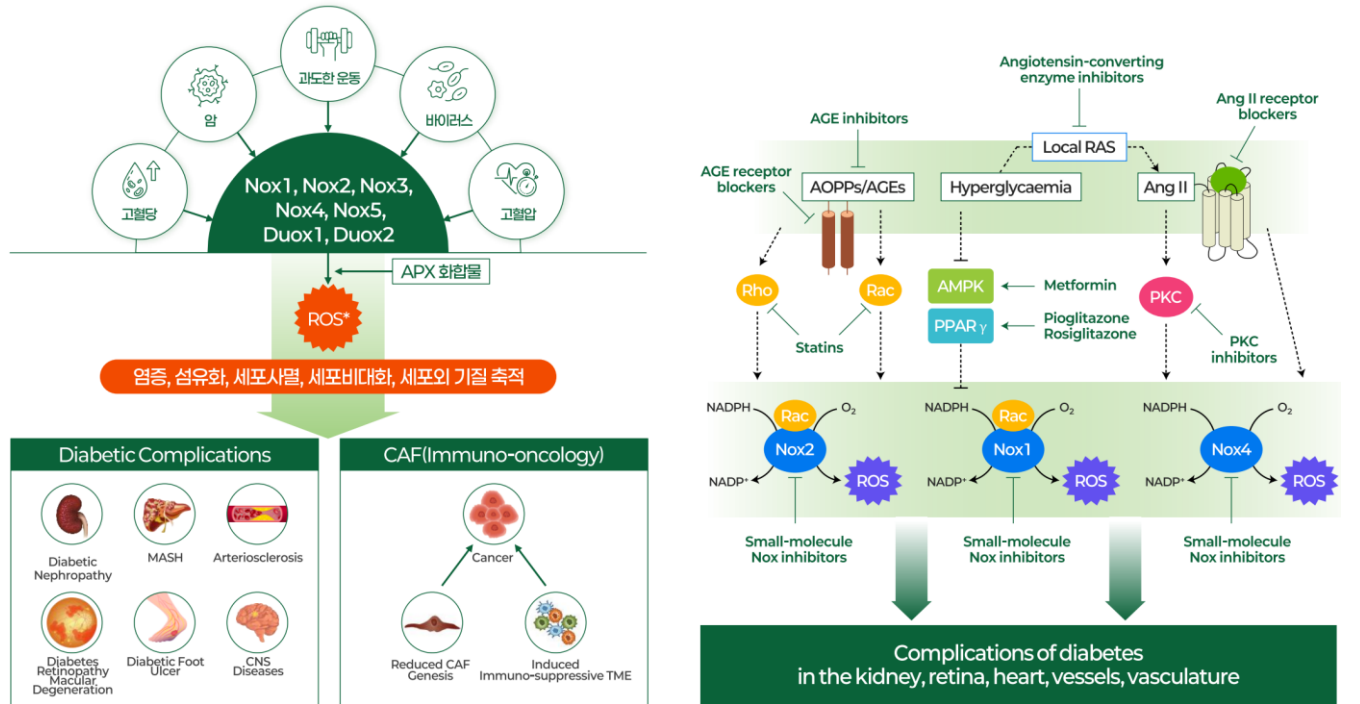 과도한 운동
암
바이러스
고혈당
고혈압
Nox1, Nox2, Nox3,
Nox4, Nox5,
Duox1, Duox2
APX 화합물
ROS*
염증, 섬유화, 세포사멸, 세포비대화, 세포외 기질 축적
Diabetic Complications
Diabetic
Nephropathy
MASH
Arteriosclerosis
Diabetes
Retinopathy
Macular
Degeneration
Diabetic Foot
Ulcer
CNS
Diseases
CAF(Immuno-oncology)
Cancer
Reduced CAF
Genesis
Induced
Immuno-suppressive TME
Angiotensin-converting
enzyme inhibitors
Ang II receptor
blockers
AGE inhibitors
Local RAS
AGE receptor
blockers
AOPPs/AGEs
Hyperglycaemia
Ang II
Rho
Rac
AMPK
Metformin
PKC
PPAR γ
Pioglitazone
Rosiglitazone
Statins
PKC
inhibitors
NADPH
Rac
O₂
Nox2
NADP⁺
ROS
NADPH
Rac
O₂
Nox1
NADP⁺
ROS
NADPH
O₂
Nox4
NADP⁺
ROS
Small-molecule
Nox inhibitors
Small-molecule
Nox inhibitors
Small-molecule
Nox inhibitors
Complications of diabetes
in the kidney, retina, heart, vessels, vasculature